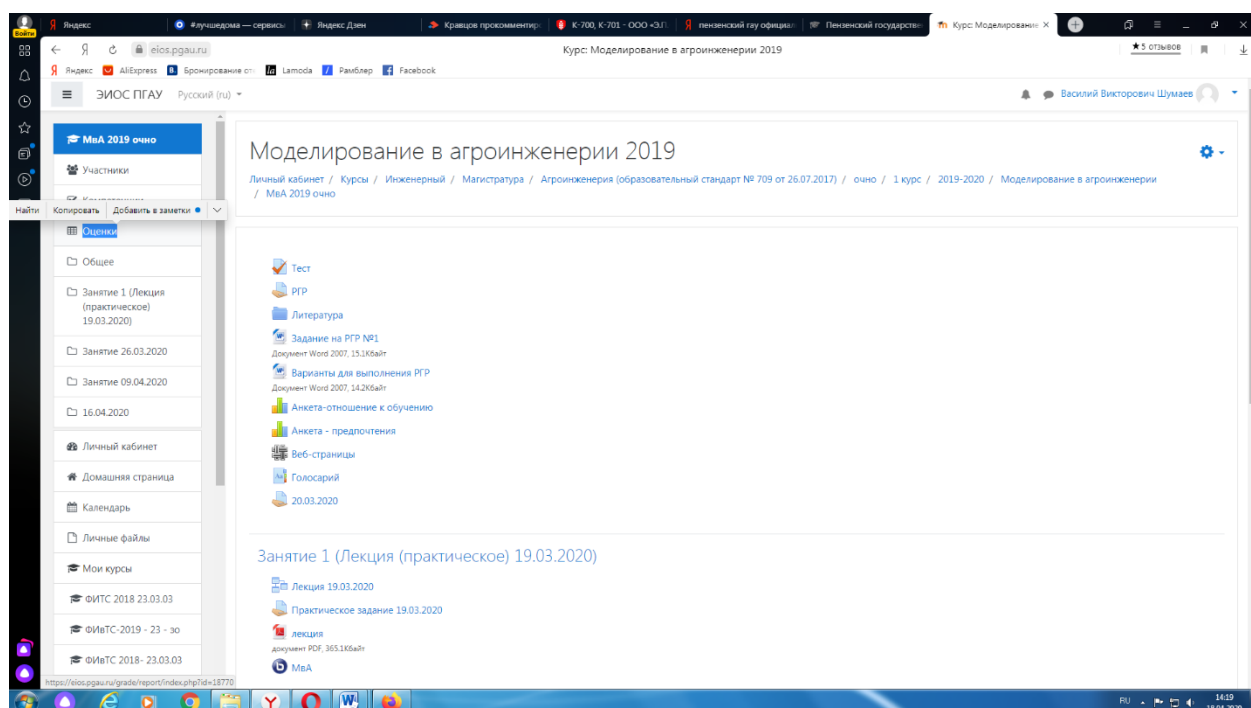 Войти
Яндекс
#лучшедома — сервисы
Яндекс Дзен
Кравцов прокомментиро
К-700, К-701 - ООО «ЭЛ
пензенский гау официал
Пензенский государстве
Курс: Моделирование
eios.pgau.ru
Курс: Моделирование в агроинженерии 2019
★ 5 отзывов
Яндекс
AliExpress
Бронирование от
Lamoda
Рамблер
Facebook
ЭИОС ПГАУ
Русский (ru)
Василий Викторович Шумаев
МвА 2019 очно
Участники
Компетенции
Найти
Копировать
Добавить в заметки
Оценки
Общее
Занятие 1 (Лекция
(практическое)
19.03.2020)
Занятие 26.03.2020
Занятие 09.04.2020
16.04.2020
Личный кабинет
Домашняя страница
Календарь
Личные файлы
Мои курсы
ФИТС 2018 23.03.03
ФИвТС-2019 - 23 - зо
ФИвТС 2018- 23.03.03
https://eios.pgau.ru/grade/report/index.php?id=18770
Моделирование в агроинженерии 2019
Личный кабинет / Курсы / Инженерный / Магистратура / Агроинженерия (образовательный стандарт № 709 от 26.07.2017) / очно / 1 курс / 2019-2020 / Моделирование в агроинженерии
/ МвА 2019 очно
Тест
РГР
Литература
Задание на РГР №1
Документ Word 2007, 15.1Кбайт
Варианты для выполнения РГР
Документ Word 2007, 14.2Кбайт
Анкета-отношение к обучению
Анкета - предпочтения
Веб-страницы
Голосарий
20.03.2020
Занятие 1 (Лекция (практическое) 19.03.2020)
Лекция 19.03.2020
Практическое задание 19.03.2020
лекция
документ PDF, 365.1Кбайт
МвА
RU
14:19